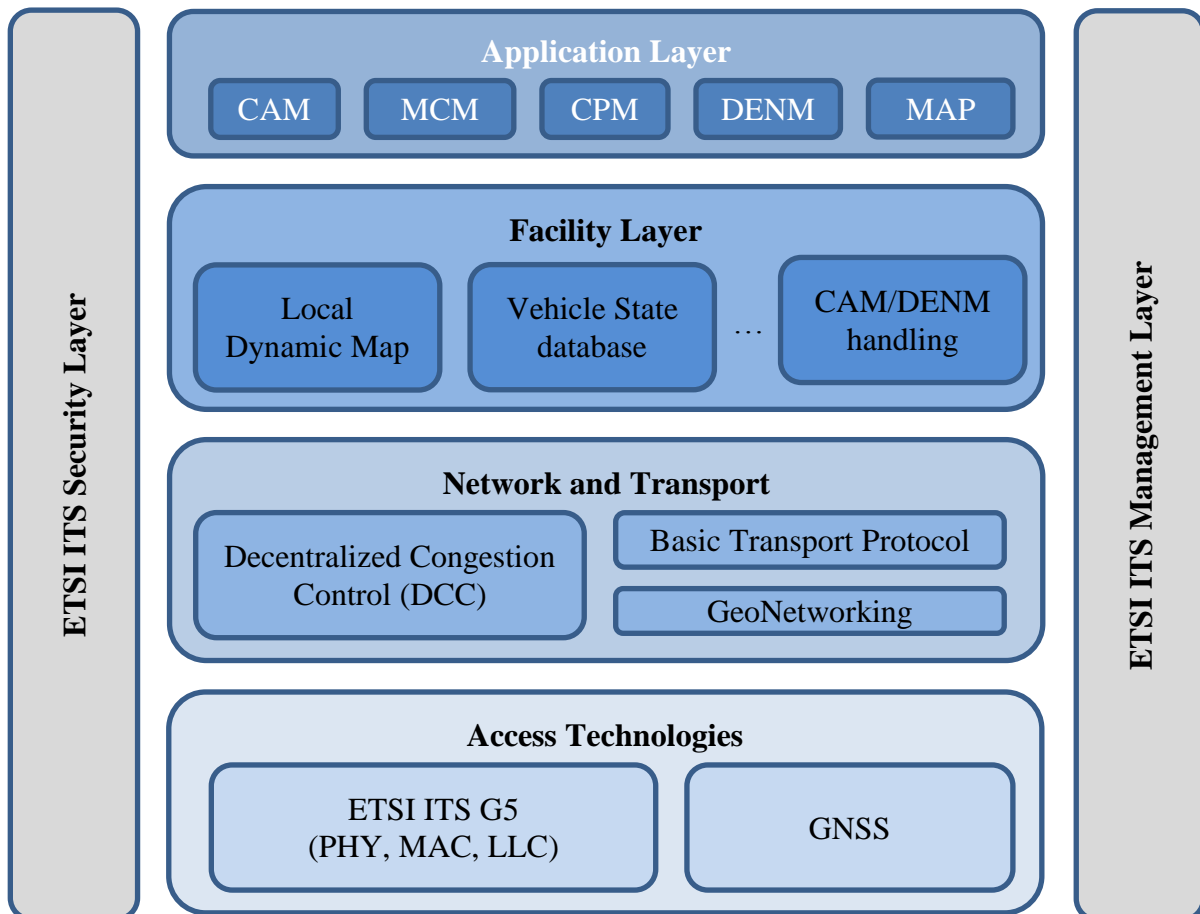 ETSI ITS Security Layer
Application Layer
CAM
MCM
CPM
DENM
MAP
Facility Layer
Local
Dynamic Map
Vehicle State
database
...
CAM/DENM
handling
Network and Transport
Decentralized Congestion
Control (DCC)
Basic Transport Protocol
GeoNetworking
Access Technologies
ETSI ITS G5
(PHY, MAC, LLC)
GNSS
ETSI ITS Management Layer